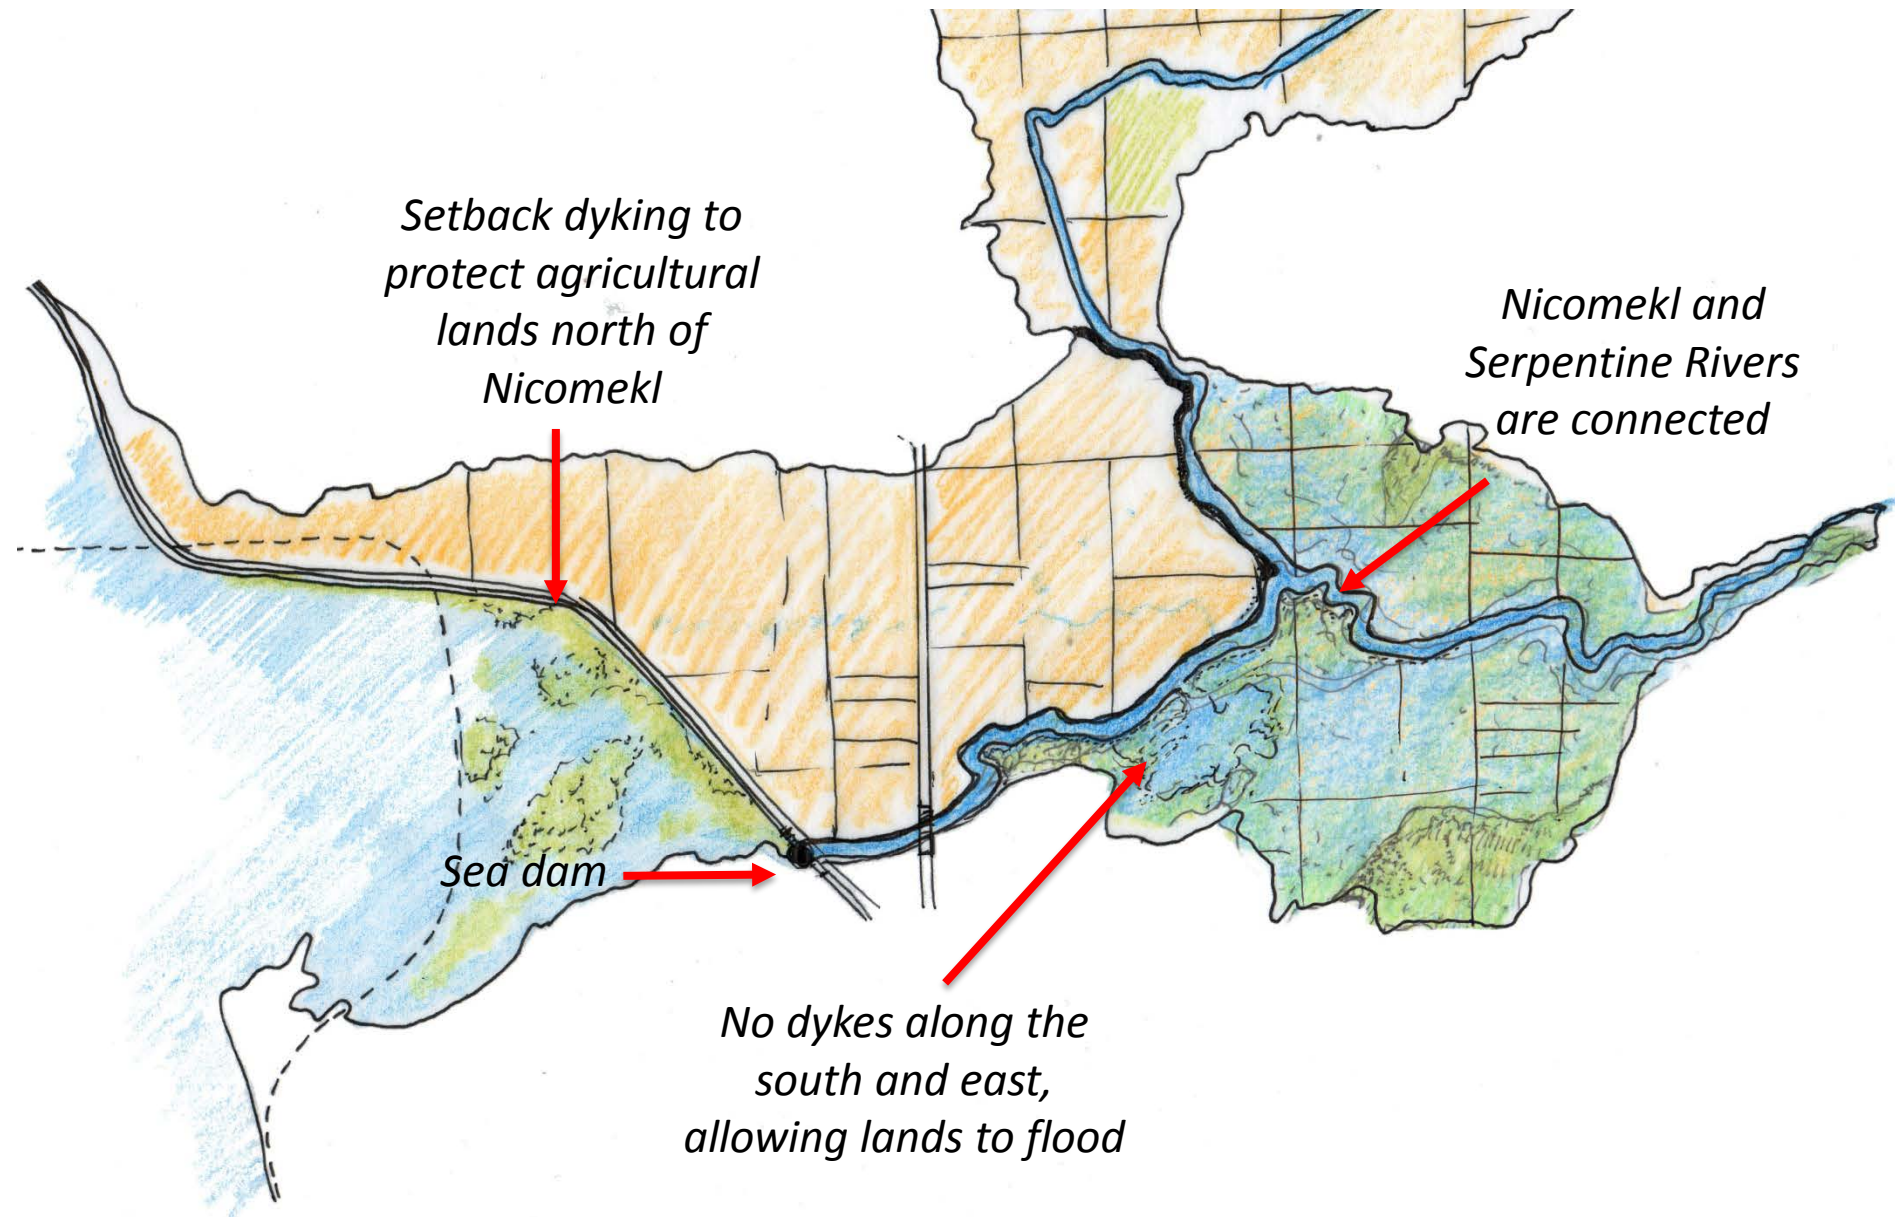 Setback dyking to
protect agricultural
lands north of
Nicomekl
Nicomekl and
Serpentine Rivers
are connected
Sea dam
No dykes along the
south and east,
allowing lands to flood